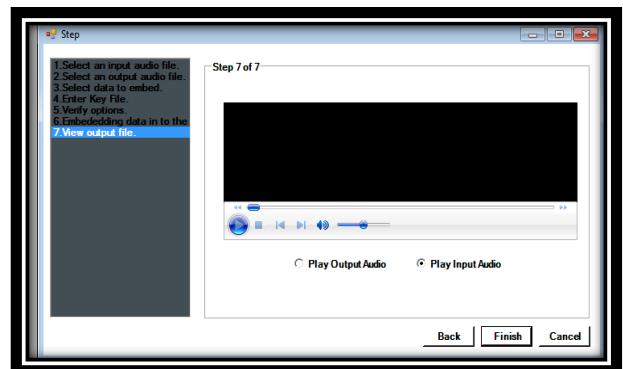 Step
1.Select an input audio file.
2.Select an output audio file.
3.Select data to embed.
4.Enter Key File.
5.Verify options.
6.Embededding data in to the
7.View output file.
Step 7 of 7
Play Output Audio
Play Input Audio
Back
Finish
Cancel